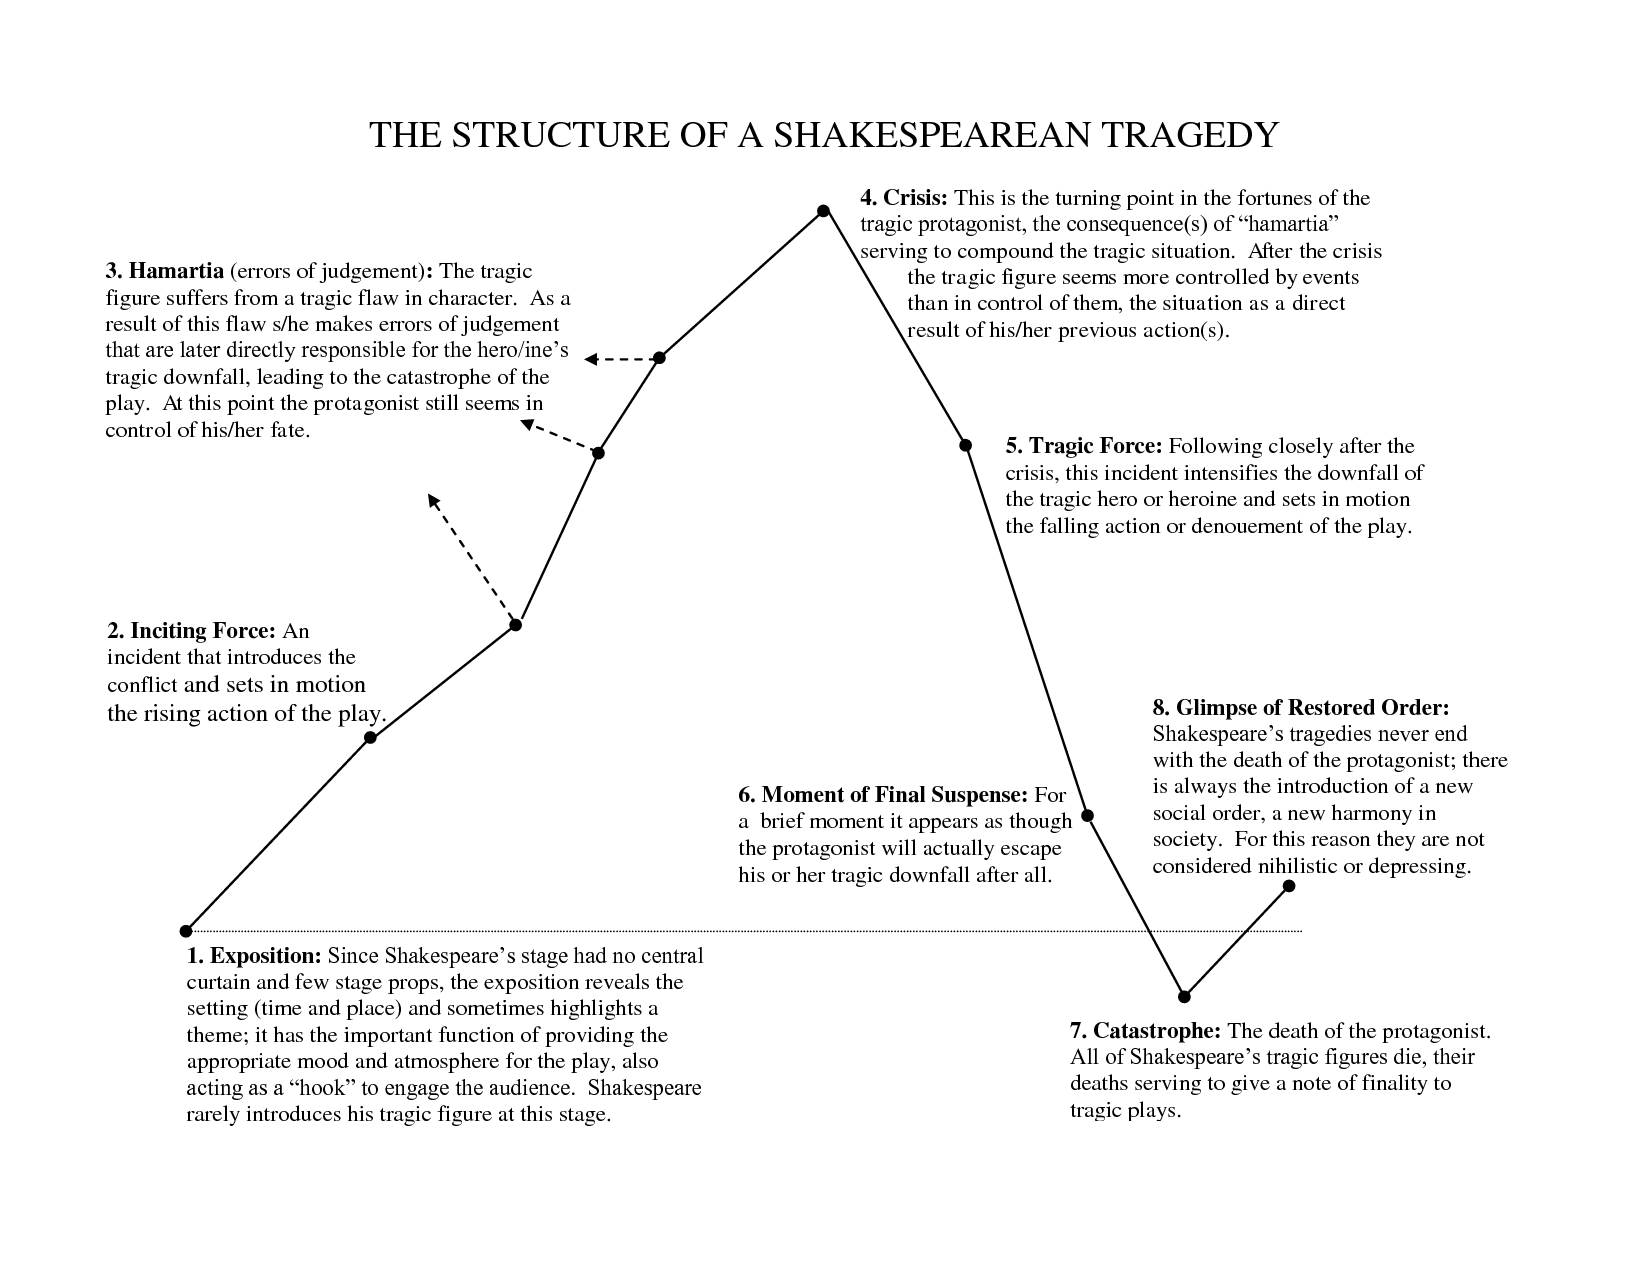 THE STRUCTURE OF A SHAKESPEAREAN TRAGEDY
4. Crisis: This is the turning point in the fortunes of the
tragic protagonist, the consequence(s) of “hamartia”
serving to compound the tragic situation.  After the crisis
the tragic figure seems more controlled by events
than in control of them, the situation as a direct
result of his/her previous action(s).
3. Hamartia (errors of judgement): The tragic
figure suffers from a tragic flaw in character.  As a
result of this flaw s/he makes errors of judgement
that are later directly responsible for the hero/ine’s
tragic downfall, leading to the catastrophe of the
play.  At this point the protagonist still seems in
control of his/her fate.
5. Tragic Force: Following closely after the
crisis, this incident intensifies the downfall of
the tragic hero or heroine and sets in motion
the falling action or denouement of the play.
2. Inciting Force: An
incident that introduces the
conflict and sets in motion
the rising action of the play.
8. Glimpse of Restored Order:
Shakespeare’s tragedies never end
with the death of the protagonist; there
is always the introduction of a new
social order, a new harmony in
society.  For this reason they are not
considered nihilistic or depressing.
6. Moment of Final Suspense: For
a  brief moment it appears as though
the protagonist will actually escape
his or her tragic downfall after all.
1. Exposition: Since Shakespeare’s stage had no central
curtain and few stage props, the exposition reveals the
setting (time and place) and sometimes highlights a
theme; it has the important function of providing the
appropriate mood and atmosphere for the play, also
acting as a “hook” to engage the audience.  Shakespeare
rarely introduces his tragic figure at this stage.
7. Catastrophe: The death of the protagonist.
All of Shakespeare’s tragic figures die, their
deaths serving to give a note of finality to
tragic plays.